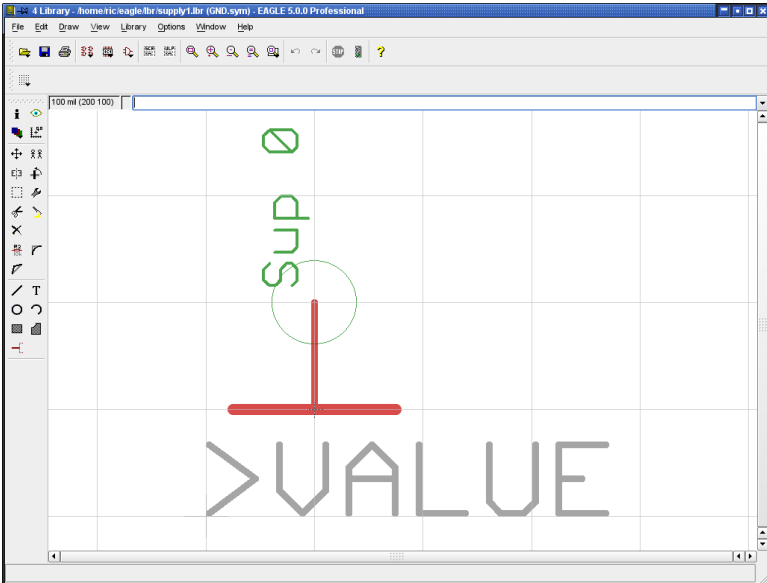 4 Library - /home/ric/eagle/lbr/supply1.lbr (GND.sym) - EAGLE 5.0.0 Professional
File Edit Draw View Library Options Window Help
STOP ?
100 mil (200 100)
i
T
Sup 0
>VALUE